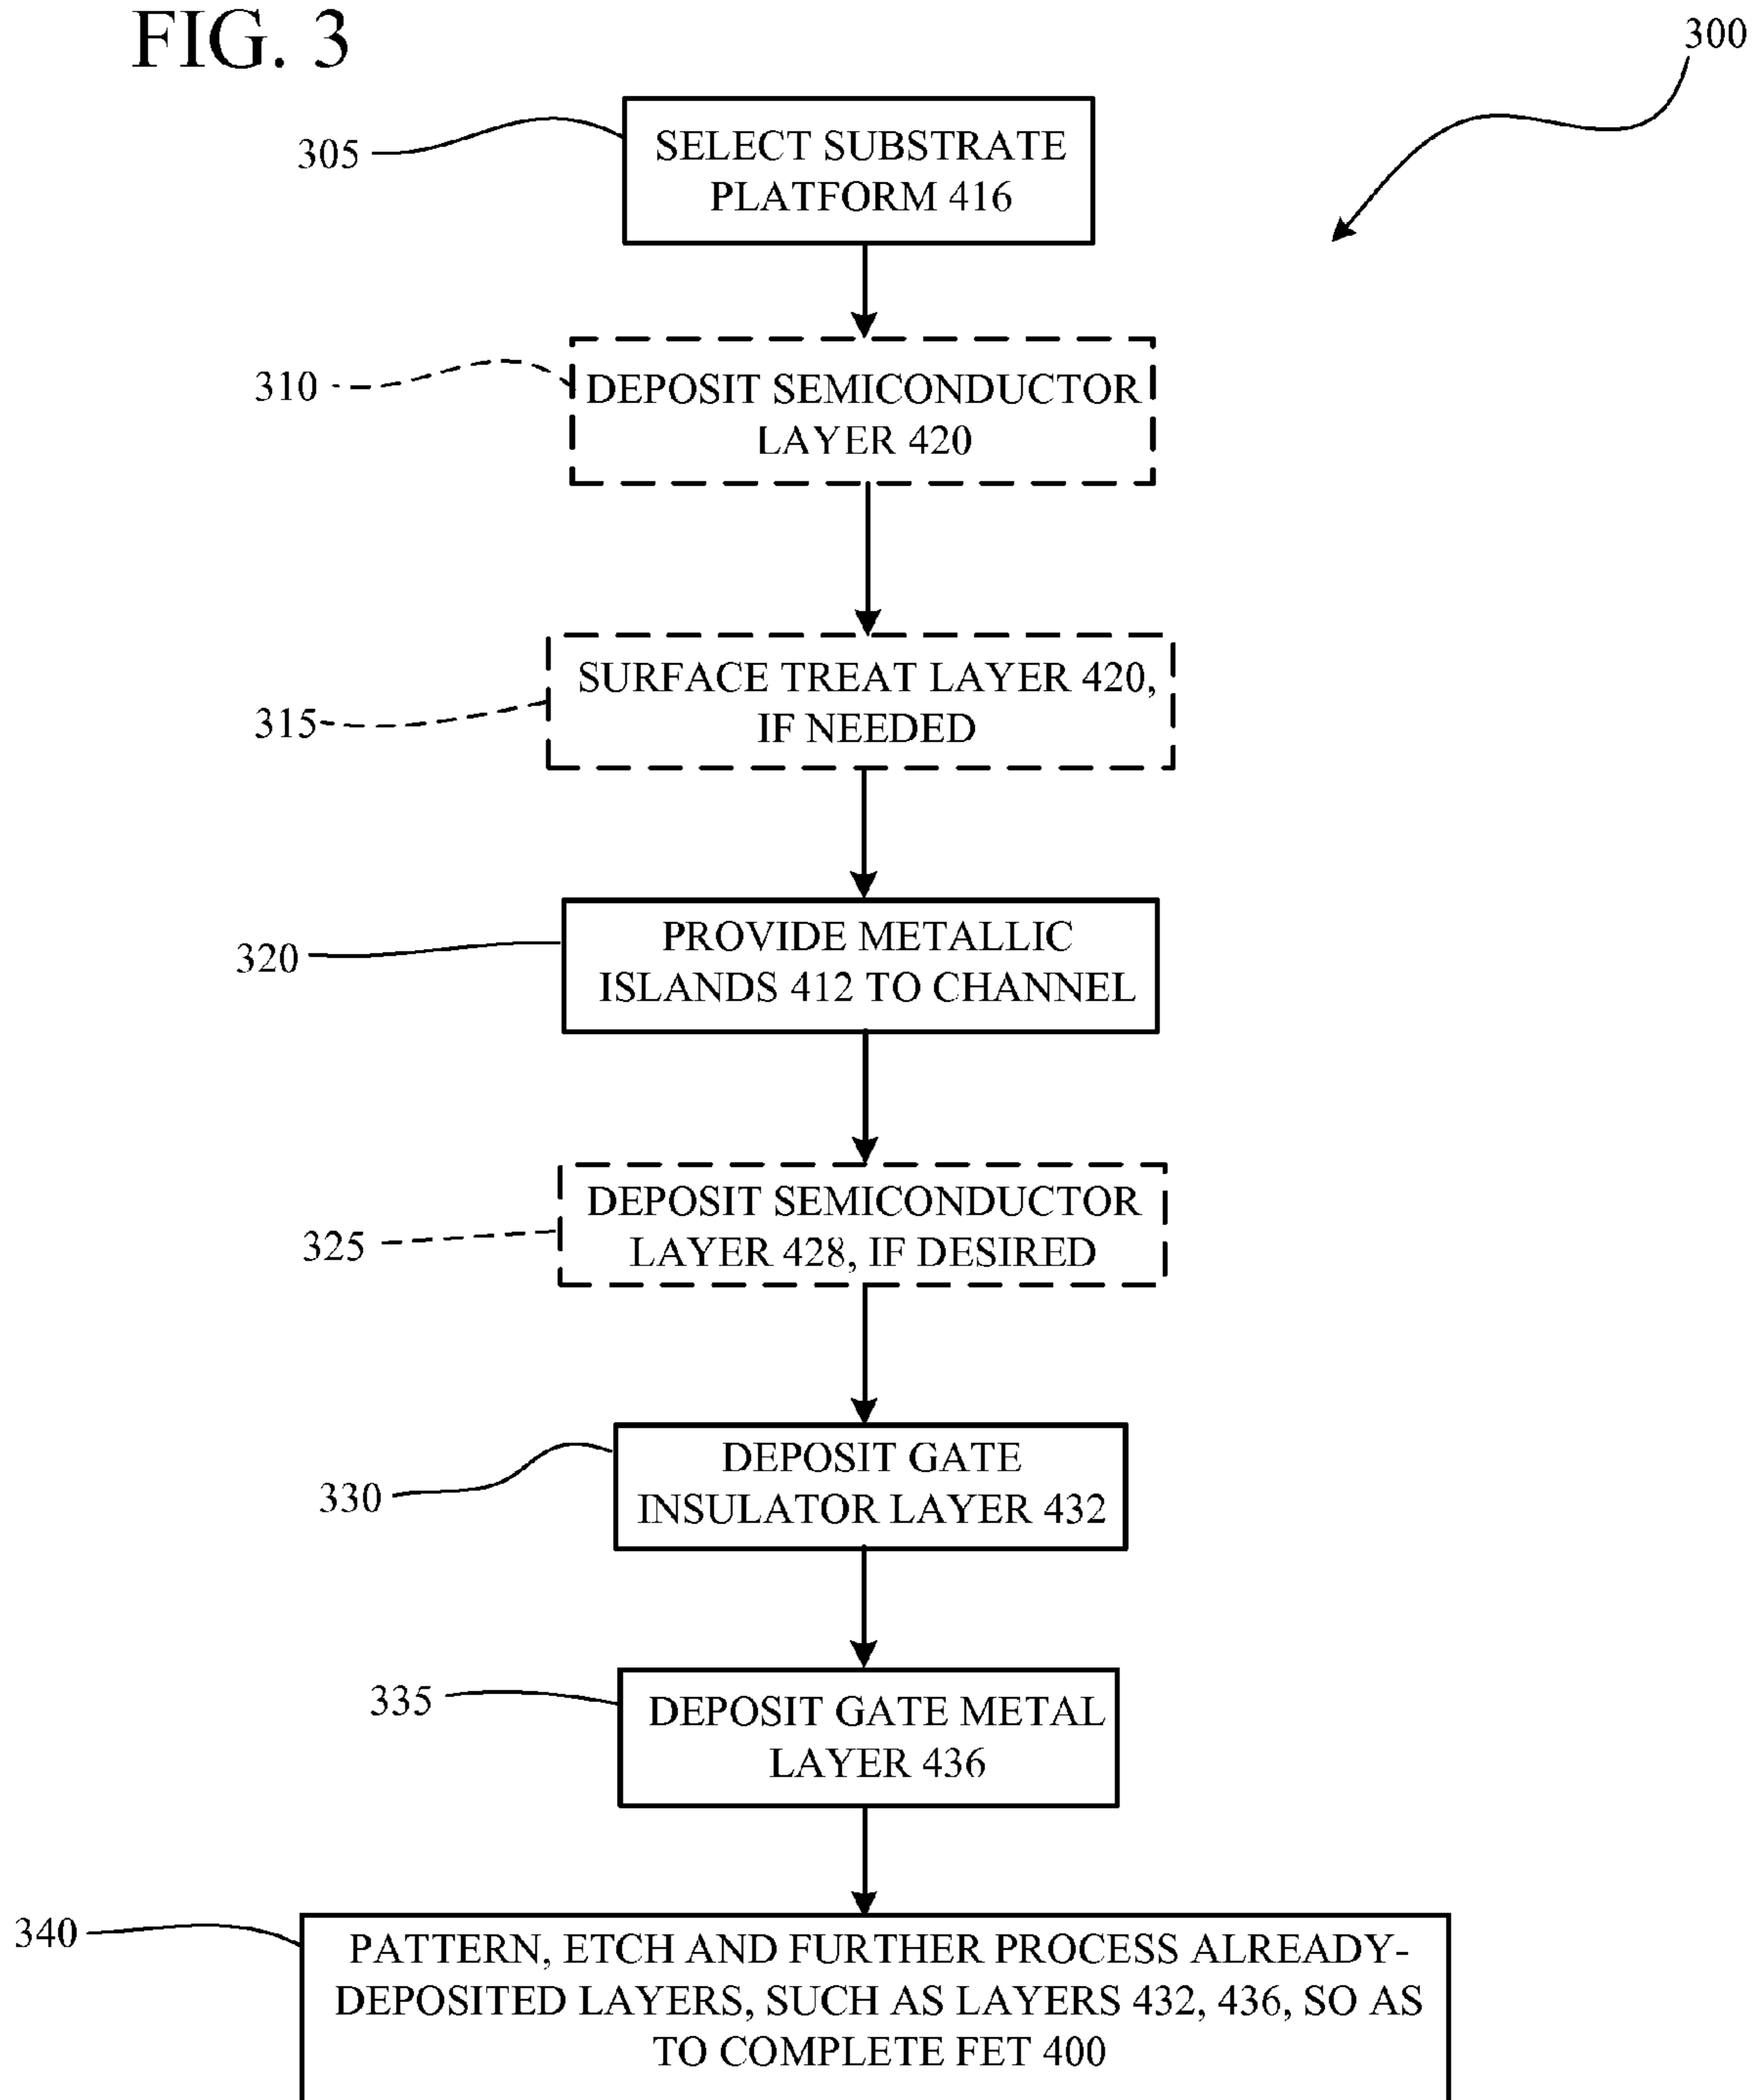 FIG. 3
300
305
SELECT SUBSTRATE
PLATFORM 416
310
DEPOSIT SEMICONDUCTOR
LAYER 420
315
SURFACE TREAT LAYER 420,
IF NEEDED
320
PROVIDE METALLIC
ISLANDS 412 TO CHANNEL
325
DEPOSIT SEMICONDUCTOR
LAYER 428, IF DESIRED
330
DEPOSIT GATE
INSULATOR LAYER 432
335
DEPOSIT GATE METAL
LAYER 436
340
PATTERN, ETCH AND FURTHER PROCESS ALREADY-
DEPOSITED LAYERS, SUCH AS LAYERS 432, 436, SO AS
TO COMPLETE FET 400